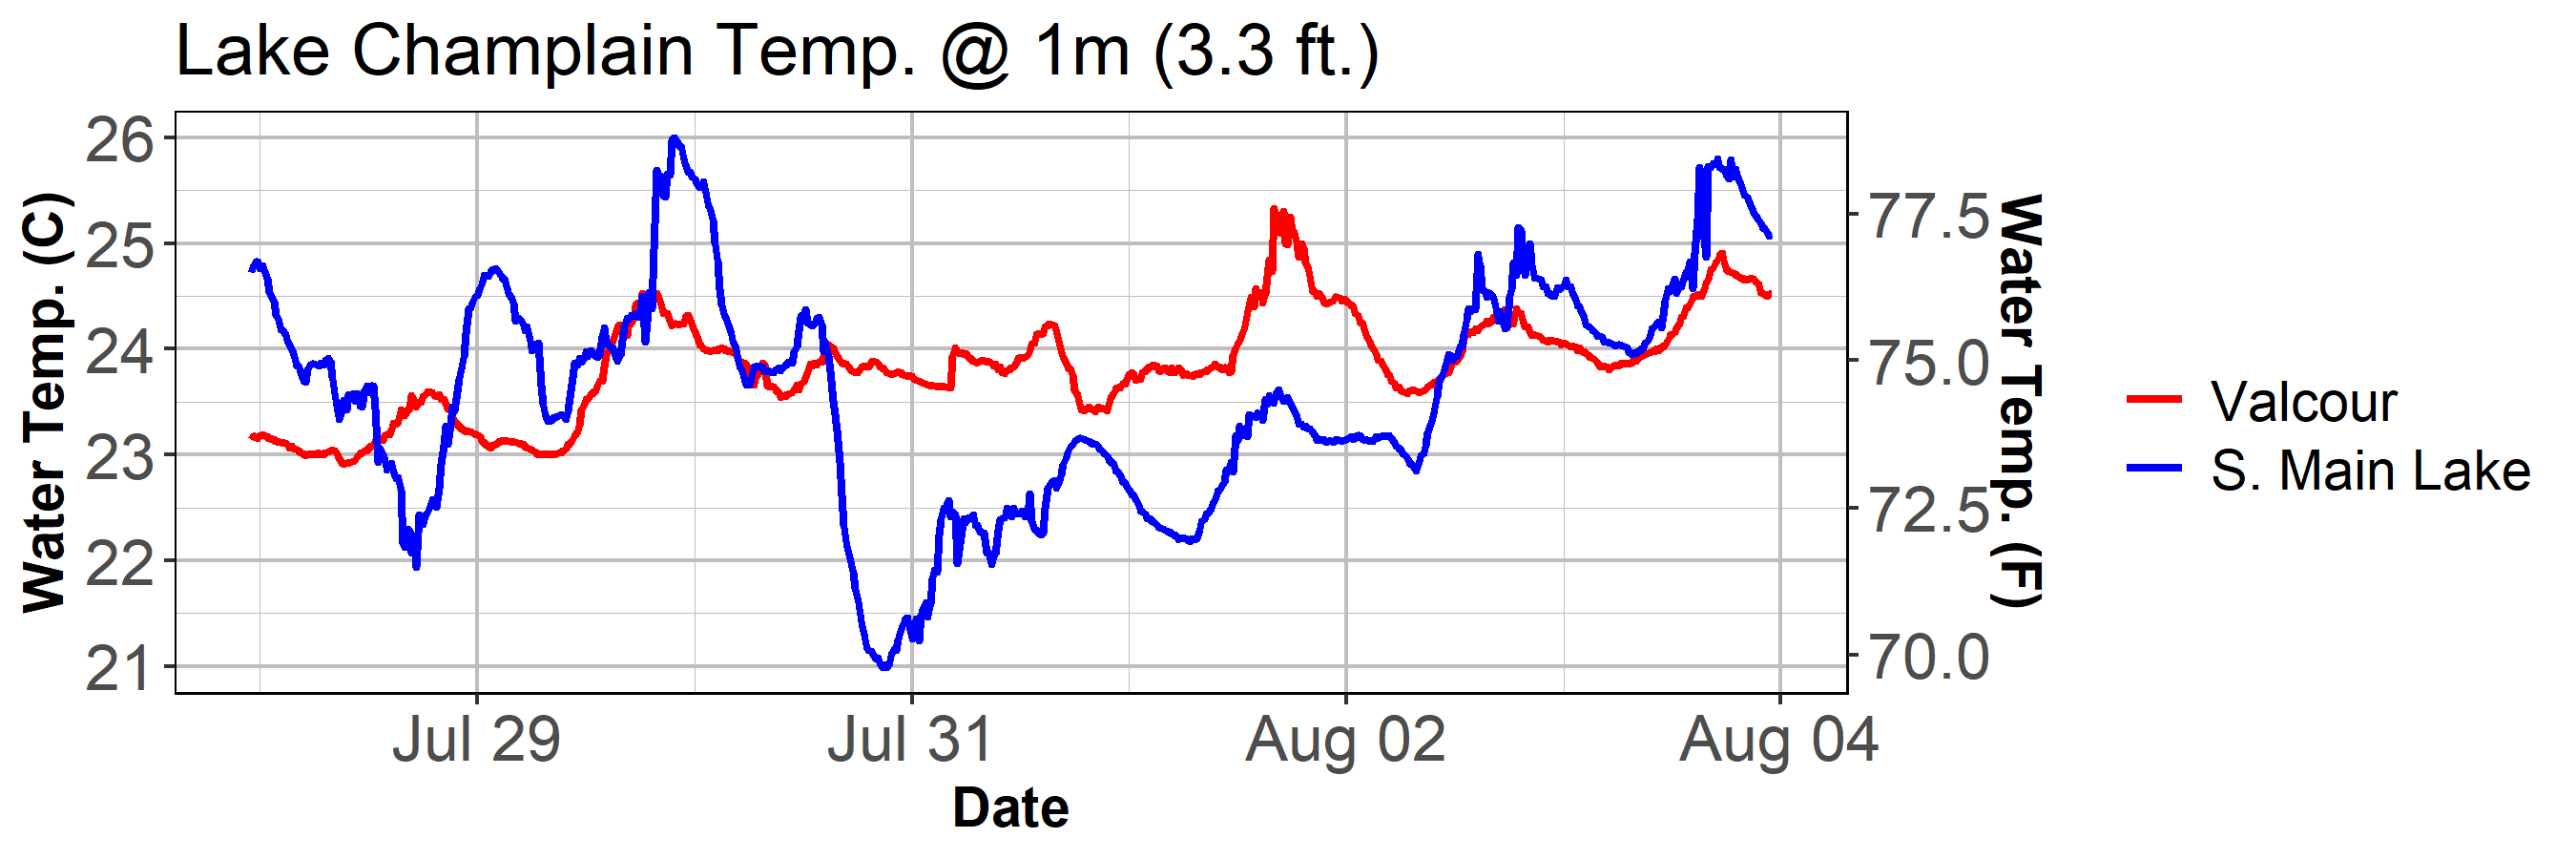 Lake Champlain Temp. @ 1m (3.3 ft.)
Water Temp. (C)
26
25
24
23
22
21
77.5
75.0
72.5
70.0
Water Temp. (F)
Jul 29
Jul 31
Aug 02
Aug 04
Date
Valcour
S. Main Lake